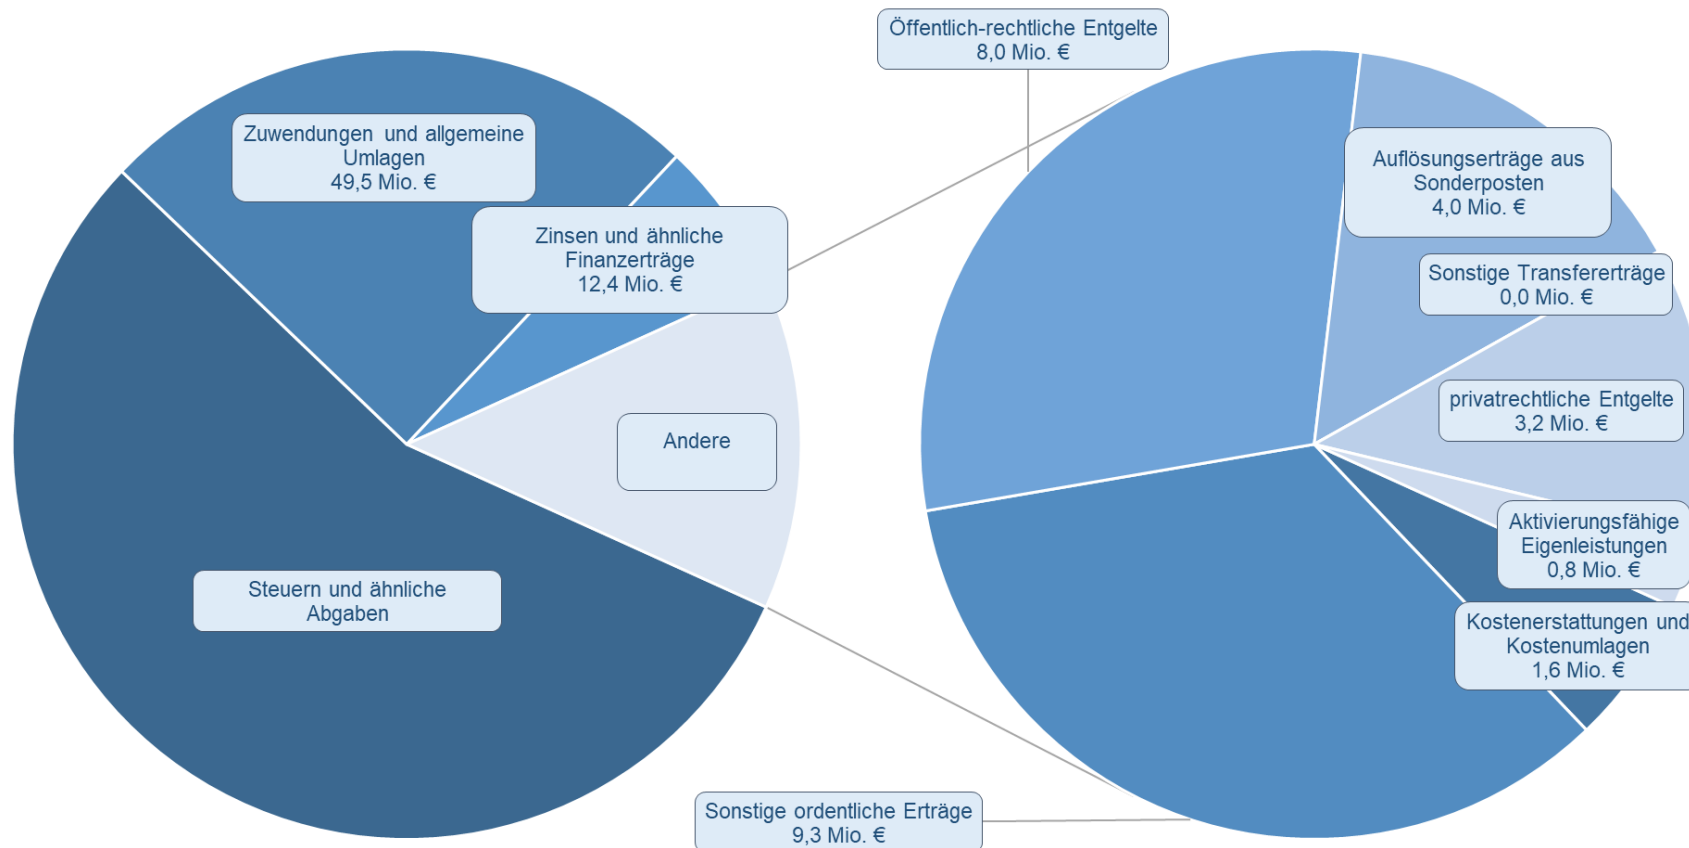 Öffentlich-rechtliche Entgelte
8,0 Mio. €
Zuwendungen und allgemeine
Umlagen
49,5 Mio. €
Auflösungserträge aus
Sonderposten
4,0 Mio. €
Zinsen und ähnliche
Finanzerträge
12,4 Mio. €
Sonstige Transfererträge
0,0 Mio. €
privatrechtliche Entgelte
3,2 Mio. €
Andere
Aktivierungsfähige
Eigenleistungen
0,8 Mio. €
Steuern und ähnliche
Abgaben
Kostenerstattungen und
Kostenumlagen
1,6 Mio. €
Sonstige ordentliche Erträge
9,3 Mio. €